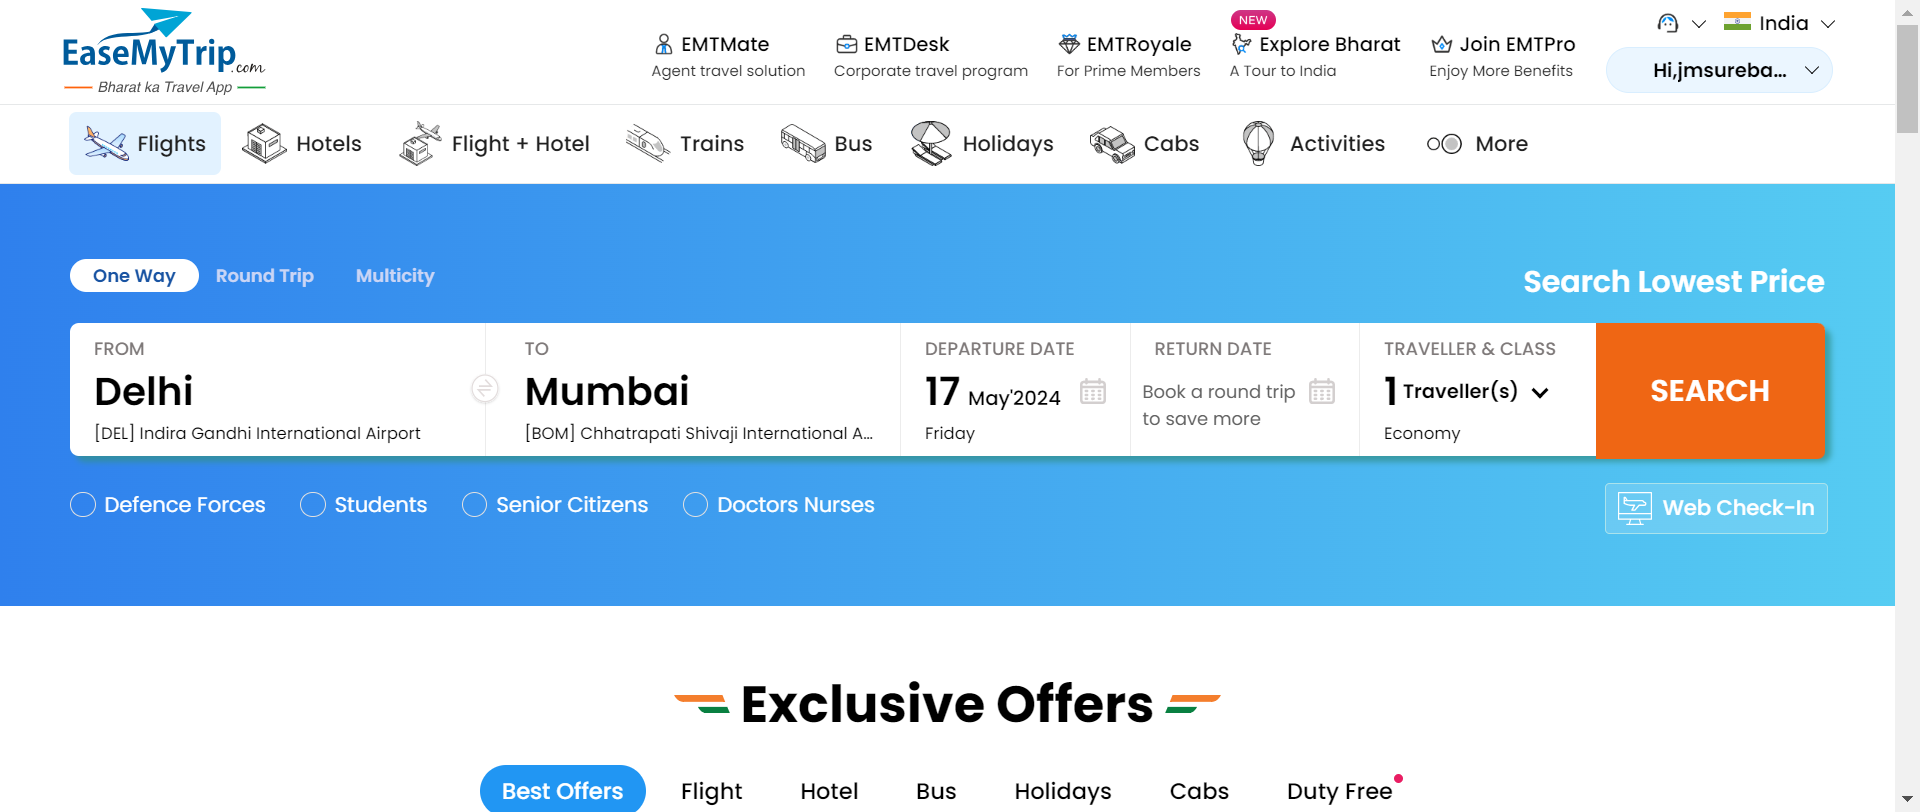 EaseMyTrip.com
Bharat ka Travel App
EMTMate
Agent travel solution
EMTDesk
Corporate travel program
EMTRoyale
For Prime Members
NEW
Explore Bharat
A Tour to India
Join EMTPro
Enjoy More Benefits
India
Hi,jmsureba...
Flights
Hotels
Flight + Hotel
Trains
Bus
Holidays
Cabs
Activities
More
One Way
Round Trip
Multicity
Search Lowest Price
FROM
Delhi
[DEL] Indira Gandhi International Airport
TO
Mumbai
[BOM] Chhatrapati Shivaji International A...
DEPARTURE DATE
17 May'2024
Friday
RETURN DATE
Book a round trip
to save more
TRAVELLER & CLASS
1 Traveller(s)
Economy
SEARCH
Defence Forces
Students
Senior Citizens
Doctors Nurses
Web Check-In
Exclusive Offers
Best Offers
Flight
Hotel
Bus
Holidays
Cabs
Duty Free